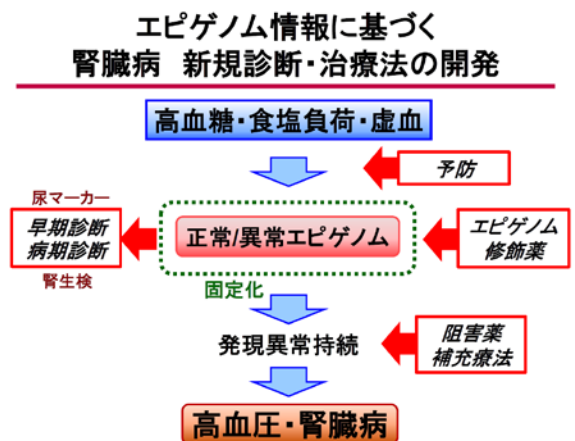 エピゲノム情報に基づく
腎臓病 新規診断・治療法の開発
高血糖・食塩負荷・虚血
予防
尿マーカー
早期診断
病期診断
腎生検
正常/異常エピゲノム
エピゲノム
修飾薬
固定化
発現異常持続
阻害薬
補充療法
高血圧・腎臓病